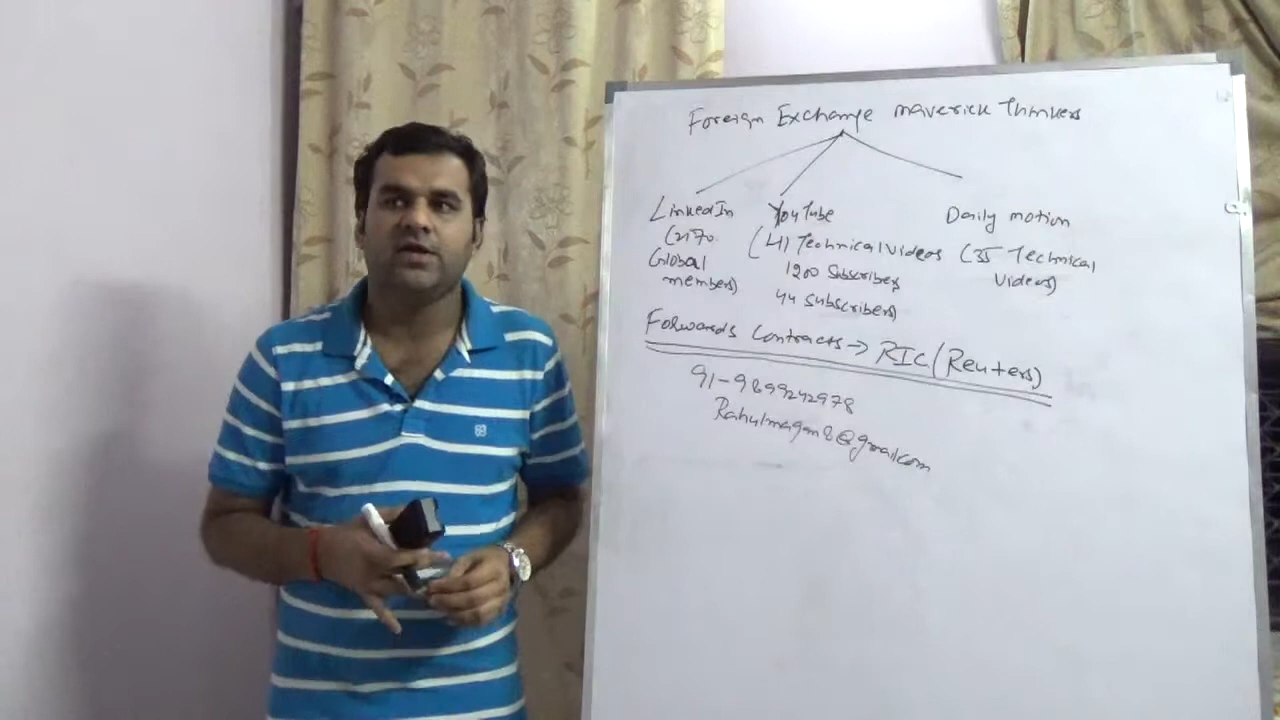 Foreign Exchange maverick Thinkers
LinkedIn
(2170
Global
members)
YouTube
(41 Technical videos
1200 Subscribers
44 Subscribers)
Daily motion
(35 Technical
videos)
Forwards Contracts → RIC (Reuters)
91-9899242978
Rahulmagan8@gmail.com